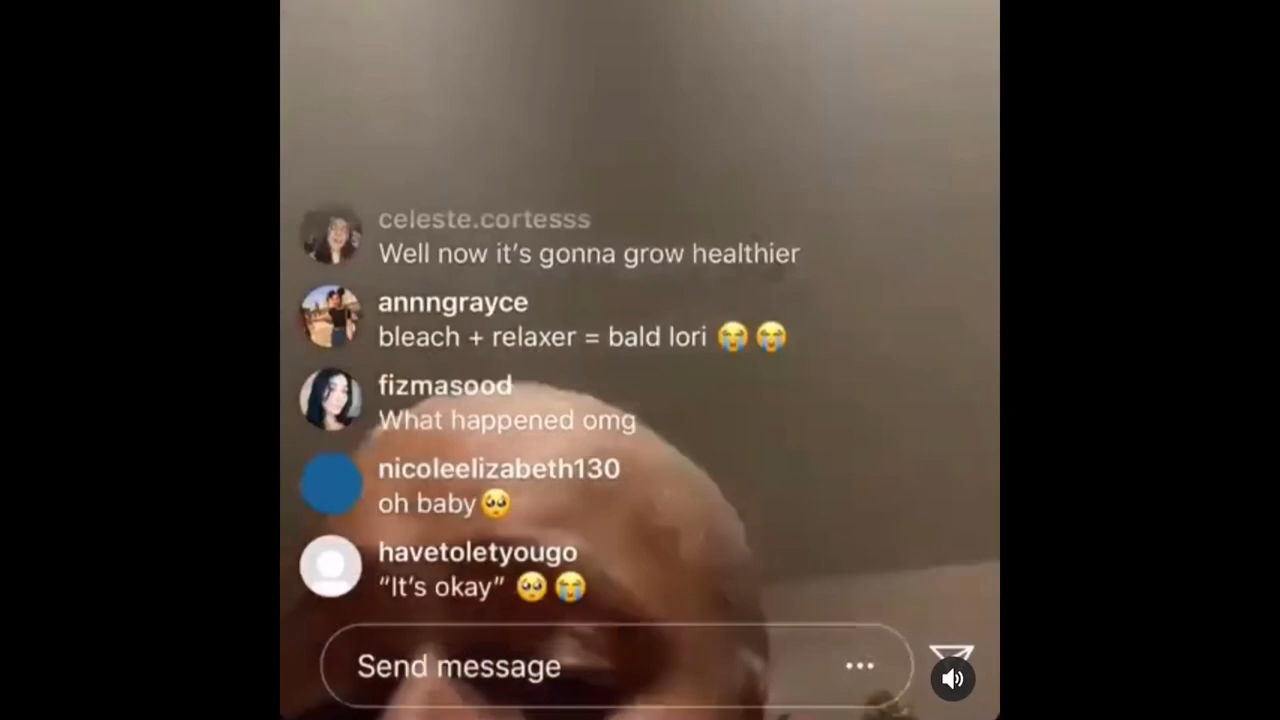 celeste.cortesss
Well now it's gonna grow healthier
annngrayce
bleach + relaxer = bald lori 😭 😭
fizmasood
What happened omg
nicoleelizabeth130
oh baby🥺
havetoletyougo
“It's okay” 🥺 😭
Send message